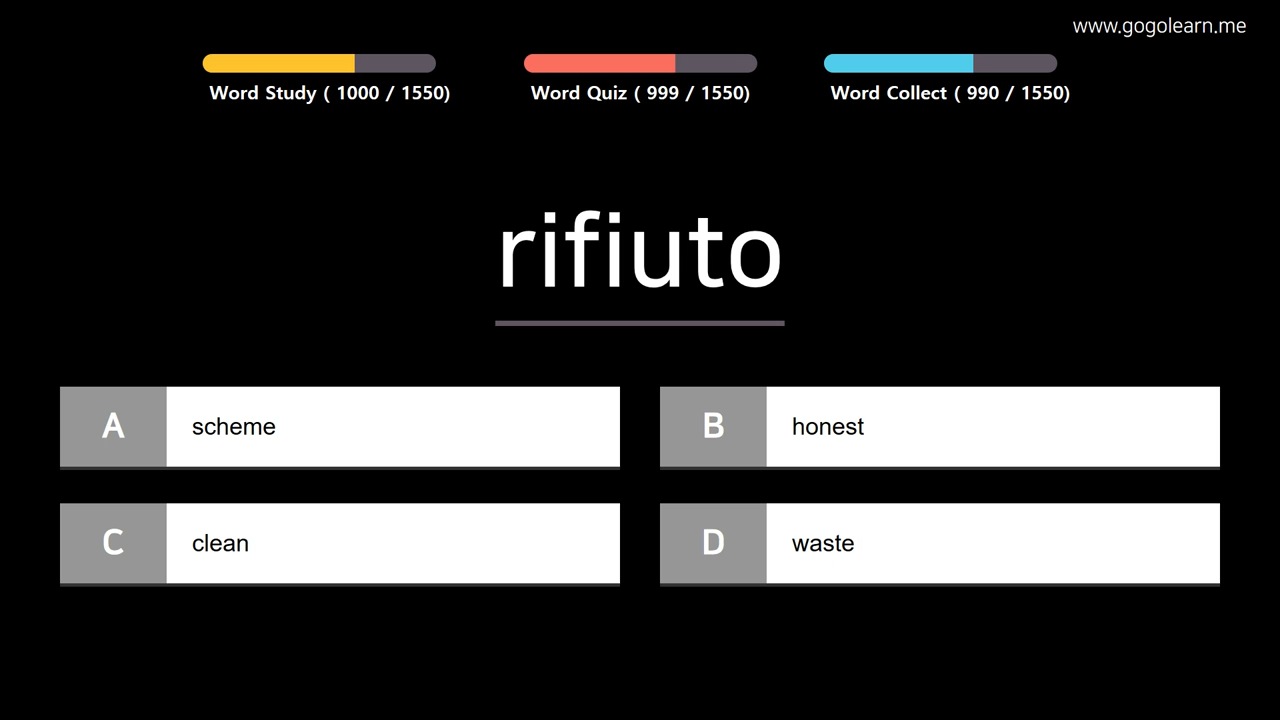 www.gogolearn.me
Word Study ( 1000 / 1550)
Word Quiz ( 999 / 1550)
Word Collect ( 990 / 1550)
rifiuto
A scheme
B honest
C clean
D waste